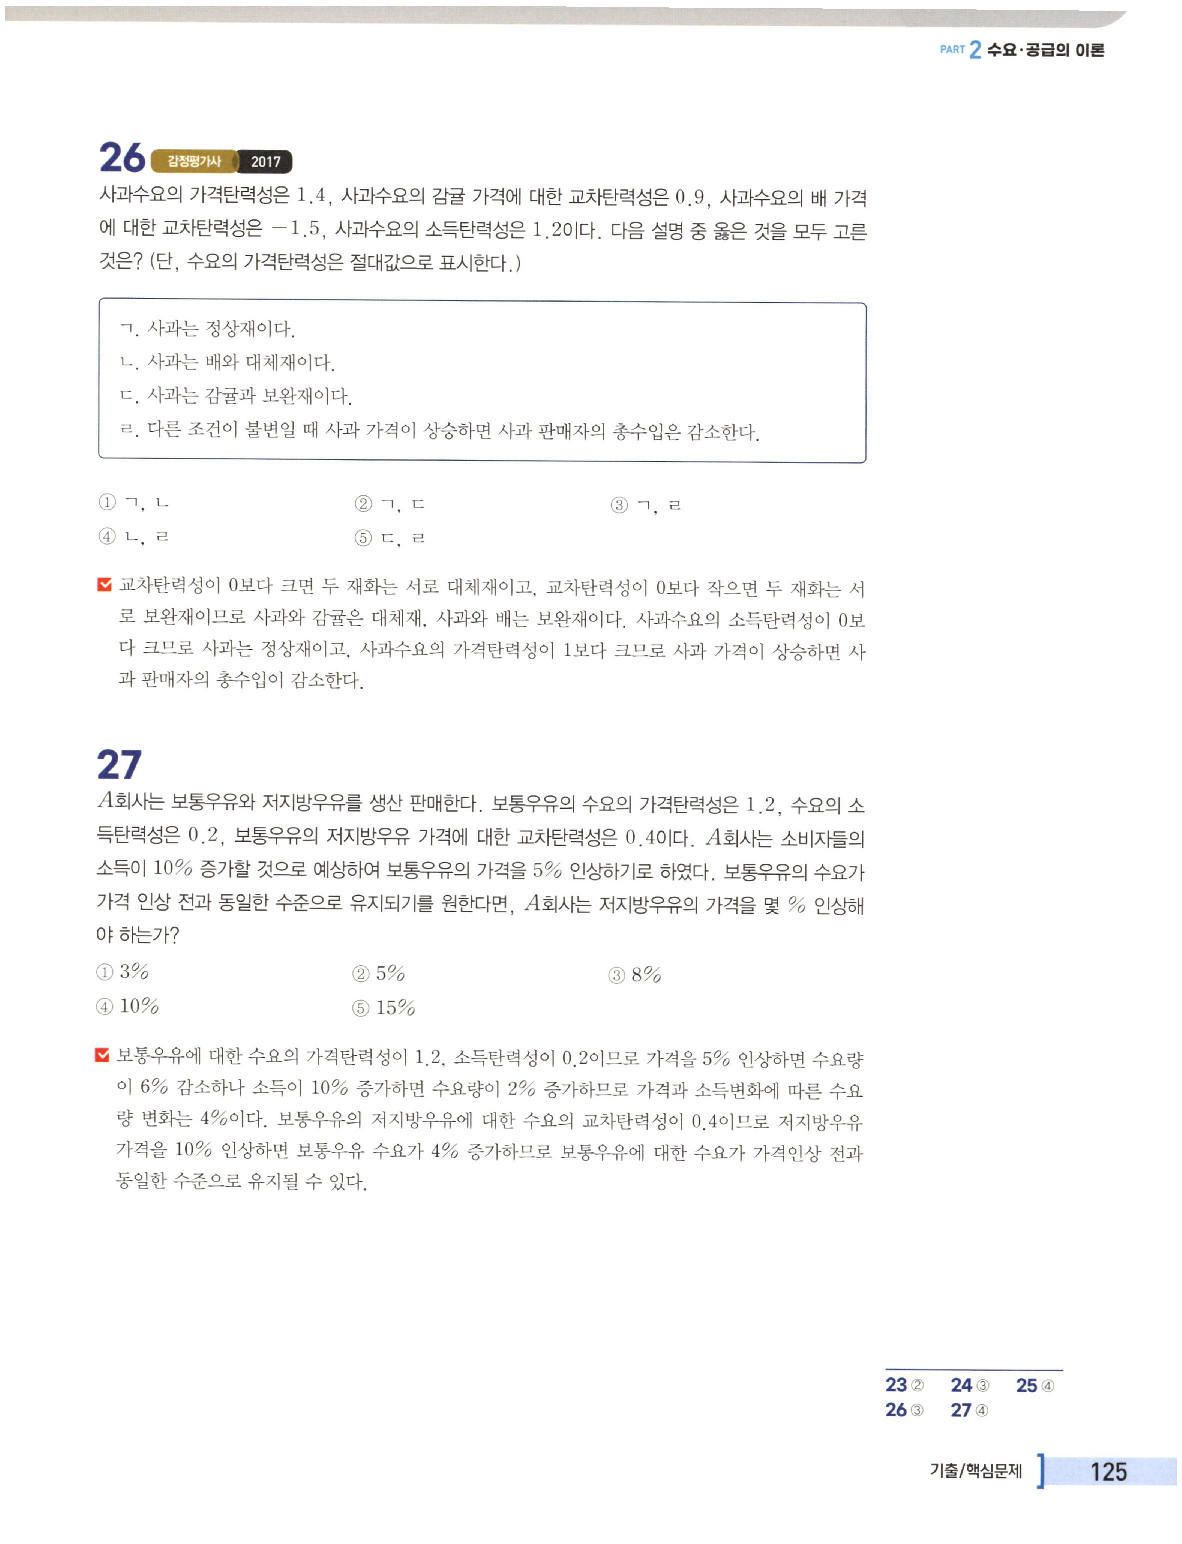 PART 2 수요·공급의 이론
26 감정평가사 2017
사과수요의 가격탄력성은 1.4, 사과수요의 감귤 가격에 대한 교차탄력성은 0.9, 사과수요의 배 가격
에 대한 교차탄력성은 -1.5, 사과수요의 소득탄력성은 1.2이다. 다음 설명 중 옳은 것을 모두 고른
것은? (단, 수요의 가격탄력성은 절대값으로 표시한다.)
ㄱ. 사과는 정상재이다.
ㄴ. 사과는 배와 대체재이다.
ㄷ. 사과는 감귤과 보완재이다.
ㄹ. 다른 조건이 불변일 때 사과 가격이 상승하면 사과 판매자의 총수입은 감소한다.
① ㄱ, ㄴ ② ㄱ, ㄷ ③ ㄱ, ㄹ
④ ㄴ, ㄹ ⑤ ㄷ, ㄹ
교차탄력성이 0보다 크면 두 재화는 서로 대체재이고, 교차탄력성이 0보다 작으면 두 재화는 서
로 보완재이므로 사과와 감귤은 대체재, 사과와 배는 보완재이다. 사과수요의 소득탄력성이 0보
다 크므로 사과는 정상재이고, 사과수요의 가격탄력성이 1보다 크므로 사과 가격이 상승하면 사
과 판매자의 총수입이 감소한다.
27
A회사는 보통우유와 저지방우유를 생산 판매한다. 보통우유의 수요의 가격탄력성은 1.2, 수요의 소
득탄력성은 0.2, 보통우유의 저지방우유 가격에 대한 교차탄력성은 0.4이다. A회사는 소비자들의
소득이 10% 증가할 것으로 예상하여 보통우유의 가격을 5% 인상하기로 하였다. 보통우유의 수요가
가격 인상 전과 동일한 수준으로 유지되기를 원한다면, A회사는 저지방우유의 가격을 몇 % 인상해
야 하는가?
① 3% ② 5% ③ 8%
④ 10% ⑤ 15%
보통우유에 대한 수요의 가격탄력성이 1.2, 소득탄력성이 0.2이므로 가격을 5% 인상하면 수요량
이 6% 감소하나 소득이 10% 증가하면 수요량이 2% 증가하므로 가격과 소득변화에 따른 수요
량 변화는 4%이다. 보통우유의 저지방우유에 대한 수요의 교차탄력성이 0.4이므로 저지방우유
가격을 10% 인상하면 보통우유 수요가 4% 증가하므로 보통우유에 대한 수요가 가격인상 전과
동일한 수준으로 유지될 수 있다.
23 ② 24 ③ 25 ④
26 ③ 27 ④
기출/핵심문제 125